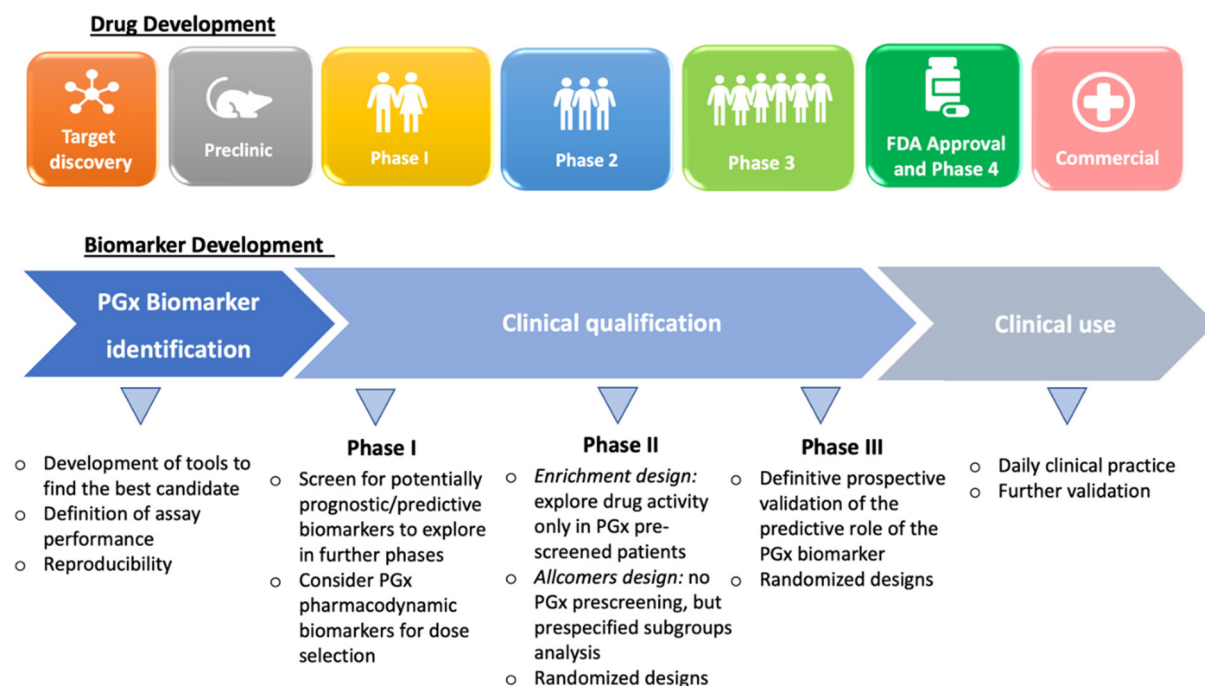 Drug Development
Target
discovery
Preclinic
Phase I
Phase 2
Phase 3
FDA Approval
and Phase 4
Commercial
Biomarker Development
PGx Biomarker
identification
Clinical qualification
Clinical use
o Development of tools to
find the best candidate
o Definition of assay
performance
o Reproducibility
Phase I
o Screen for potentially
prognostic/predictive
biomarkers to explore
in further phases
o Consider PGx
pharmacodynamic
biomarkers for dose
selection
Phase II
o Enrichment design:
explore drug activity
only in PGx pre-
screened patients
o Allcomers design: no
PGx prescreening, but
prespecified subgroups
analysis
o Randomized designs
Phase III
o Definitive prospective
validation of the
predictive role of the
PGx biomarker
o Randomized designs
o Daily clinical practice
o Further validation